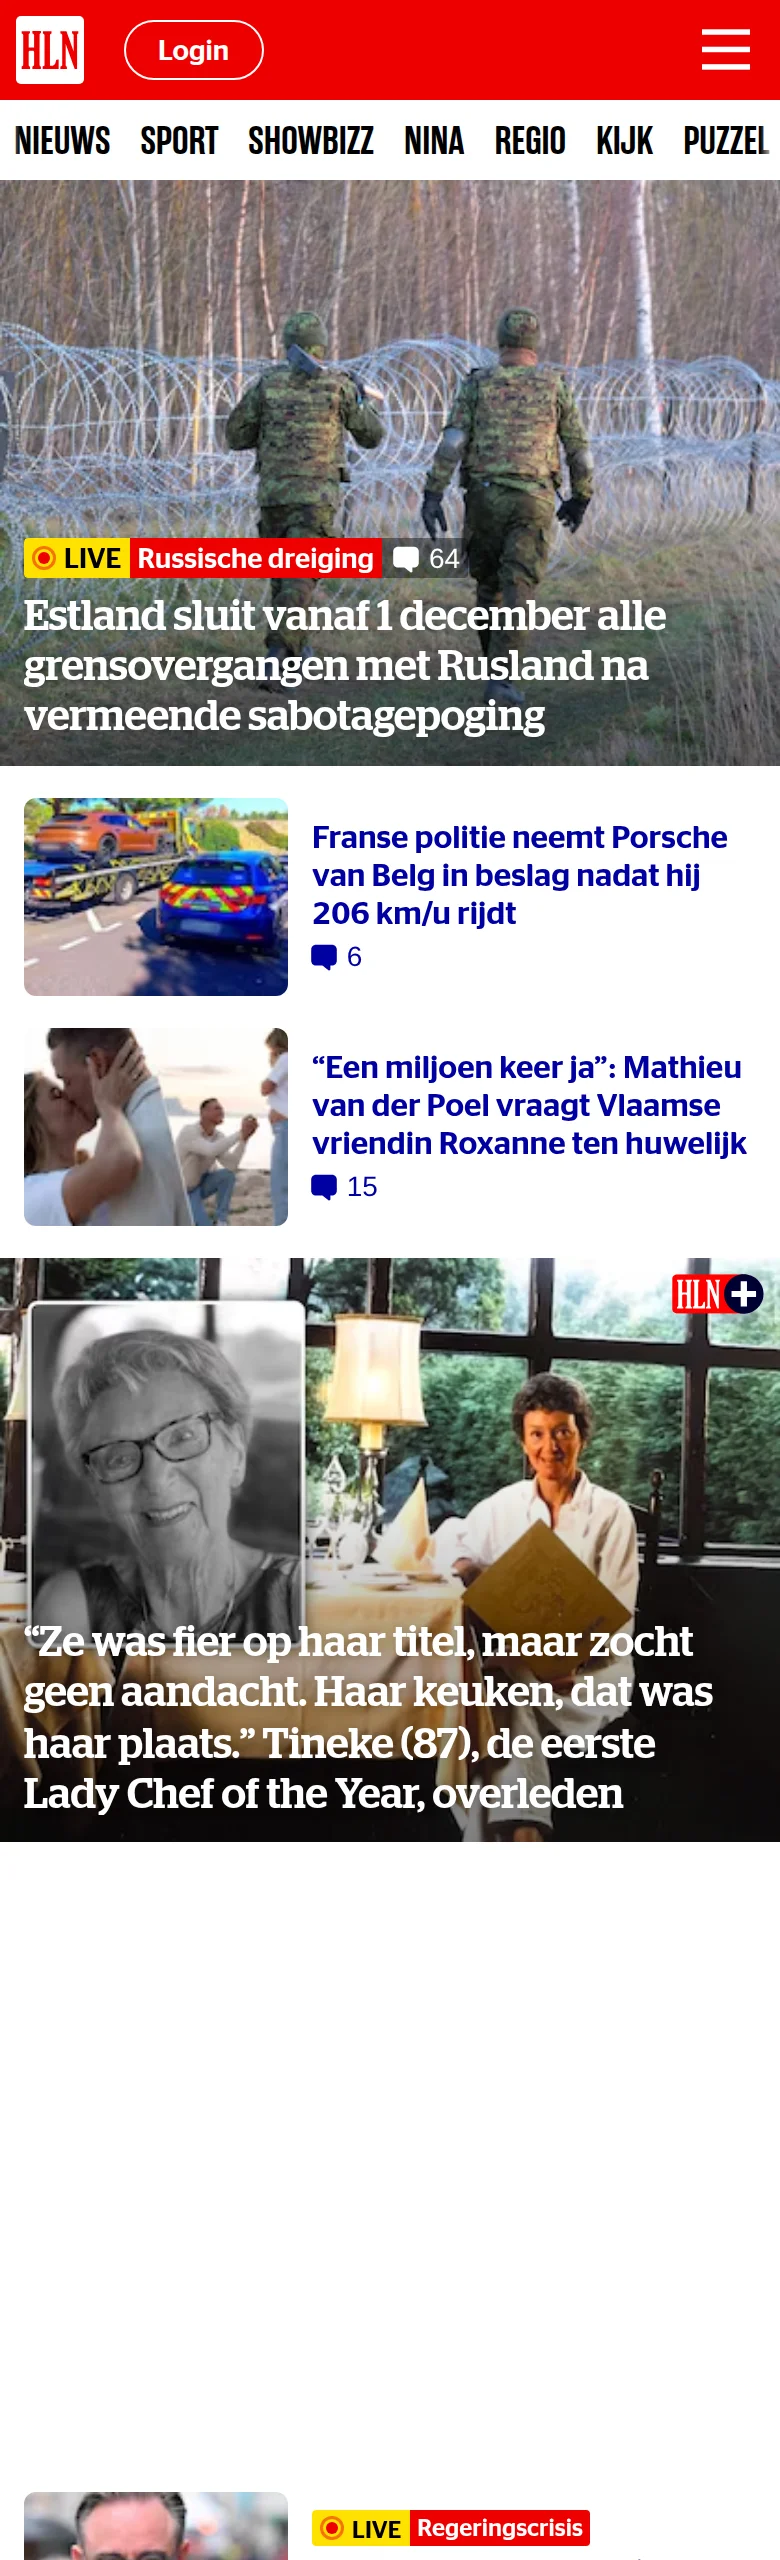 HLN
Login
NIEUWS SPORT SHOWBIZZ NINA REGIO KIJK PUZZEL
LIVE Russische dreiging 64
Estland sluit vanaf 1 december alle
grensovergangen met Rusland na
vermeende sabotagepoging
Franse politie neemt Porsche
van Belg in beslag nadat hij
206 km/u rijdt
6
“Een miljoen keer ja”: Mathieu
van der Poel vraagt Vlaamse
vriendin Roxanne ten huwelijk
15
HLN+
“Ze was fier op haar titel, maar zocht
geen aandacht. Haar keuken, dat was
haar plaats.” Tineke (87), de eerste
Lady Chef of the Year, overleden
LIVE Regeringscrisis